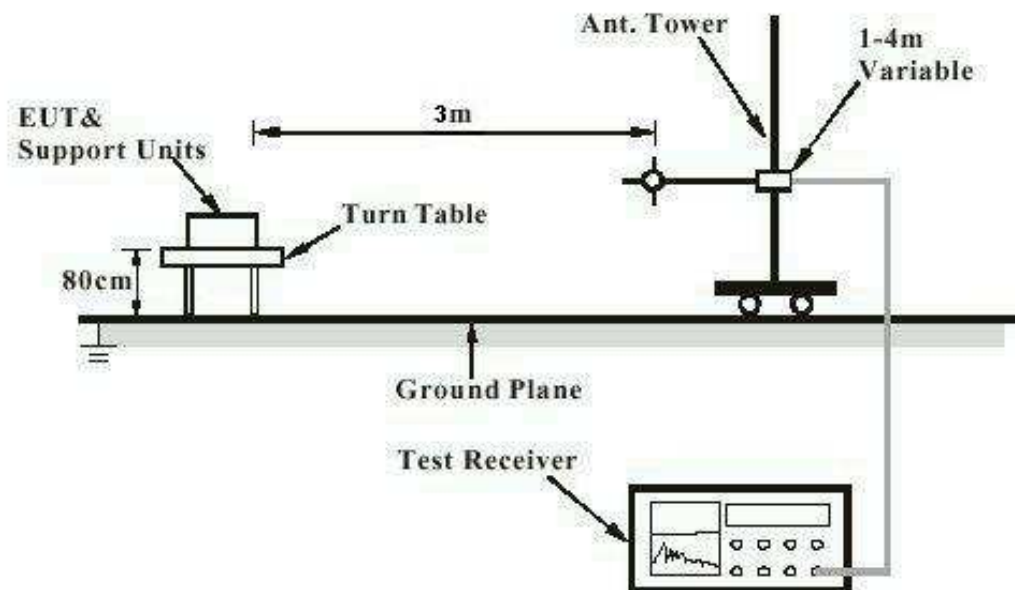 Ant. Tower
1-4m
Variable
EUT&
Support Units
3m
Turn Table
80cm
Ground Plane
Test Receiver